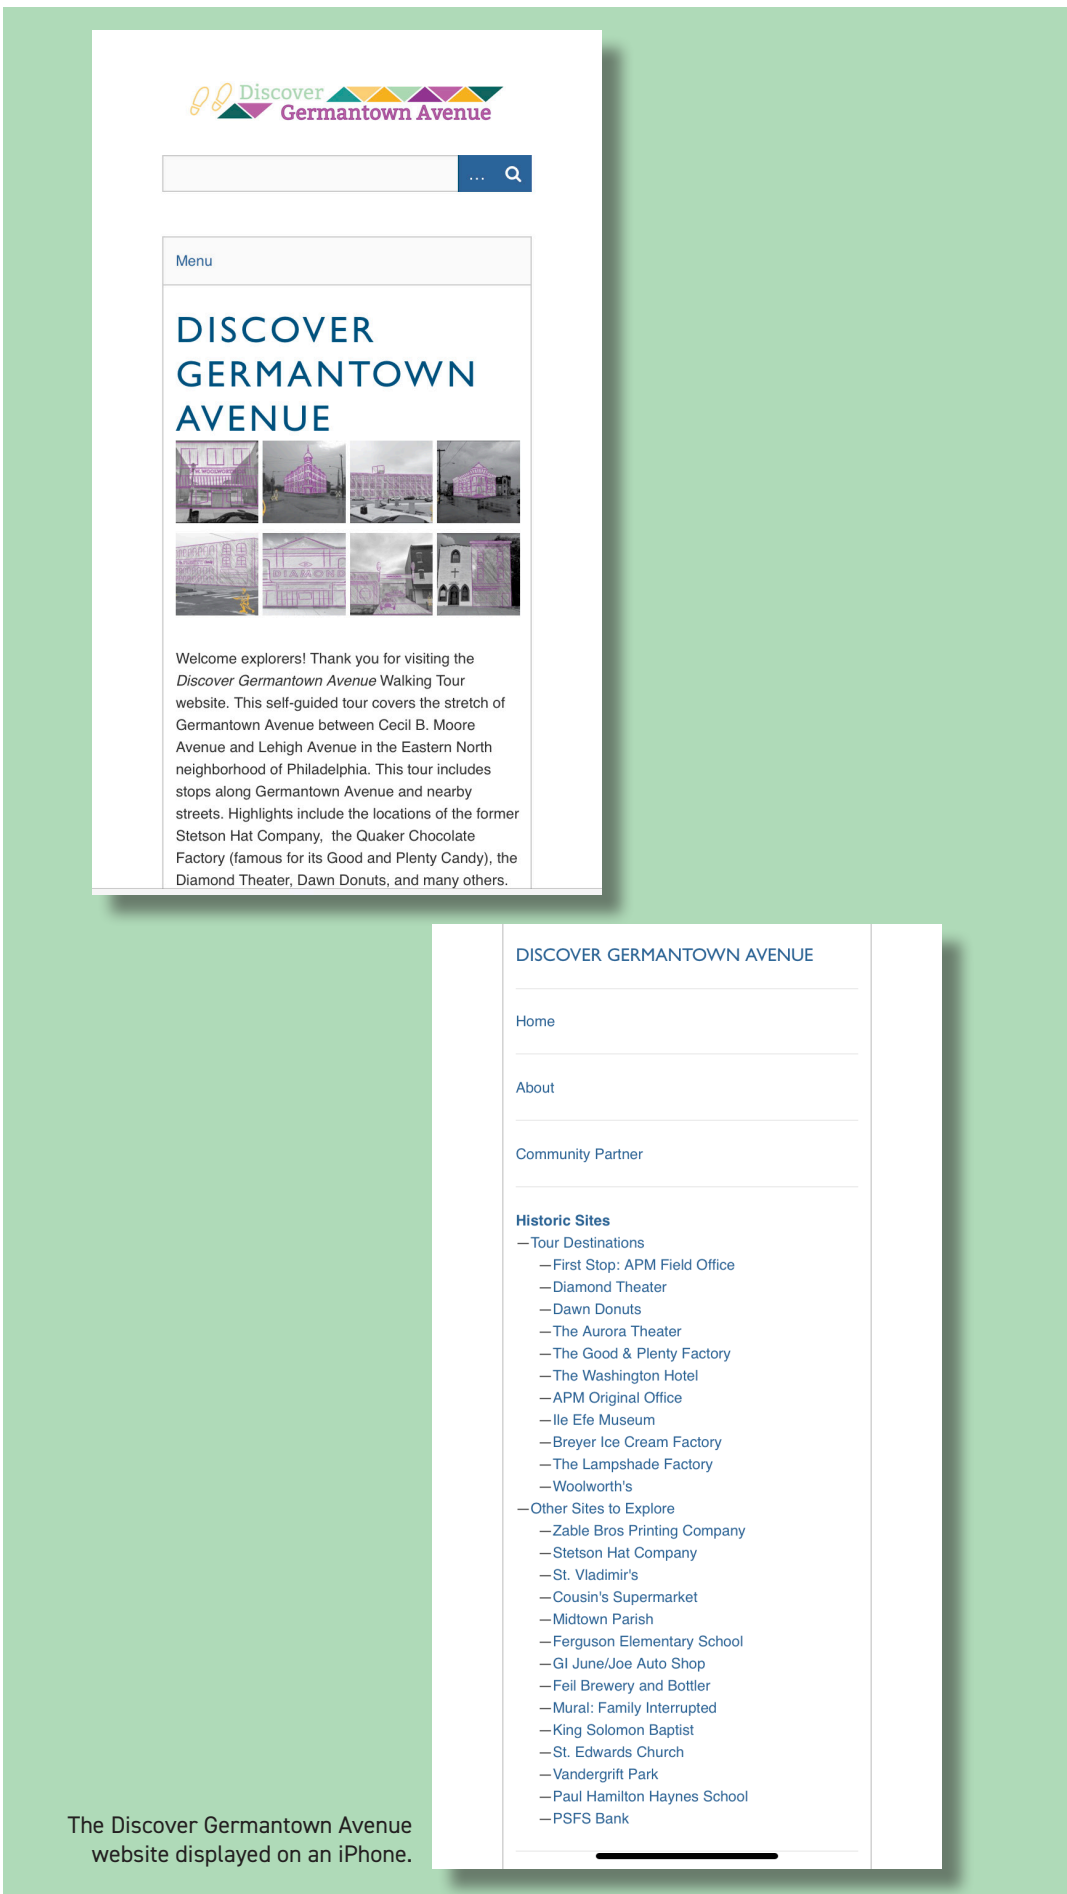 Discover
Germantown Avenue
...
Menu
DISCOVER
GERMANTOWN
AVENUE
WOODWORTH
DIAMOND
Welcome explorers! Thank you for visiting the
Discover Germantown Avenue Walking Tour
website. This self-guided tour covers the stretch of
Germantown Avenue between Cecil B. Moore
Avenue and Lehigh Avenue in the Eastern North
neighborhood of Philadelphia. This tour includes
stops along Germantown Avenue and nearby
streets. Highlights include the locations of the former
Stetson Hat Company,  the Quaker Chocolate
Factory (famous for its Good and Plenty Candy), the
Diamond Theater, Dawn Donuts, and many others.
DISCOVER GERMANTOWN AVENUE
Home
About
Community Partner
Historic Sites
—Tour Destinations
—First Stop: APM Field Office
—Diamond Theater
—Dawn Donuts
—The Aurora Theater
—The Good & Plenty Factory
—The Washington Hotel
—APM Original Office
—Ile Efe Museum
—Breyer Ice Cream Factory
—The Lampshade Factory
—Woolworth's
—Other Sites to Explore
—Zable Bros Printing Company
—Stetson Hat Company
—St. Vladimir's
—Cousin's Supermarket
—Midtown Parish
—Ferguson Elementary School
—GI June/Joe Auto Shop
—Feil Brewery and Bottler
—Mural: Family Interrupted
—King Solomon Baptist
—St. Edwards Church
—Vandergrift Park
—Paul Hamilton Haynes School
—PSFS Bank
The Discover Germantown Avenue
website displayed on an iPhone.